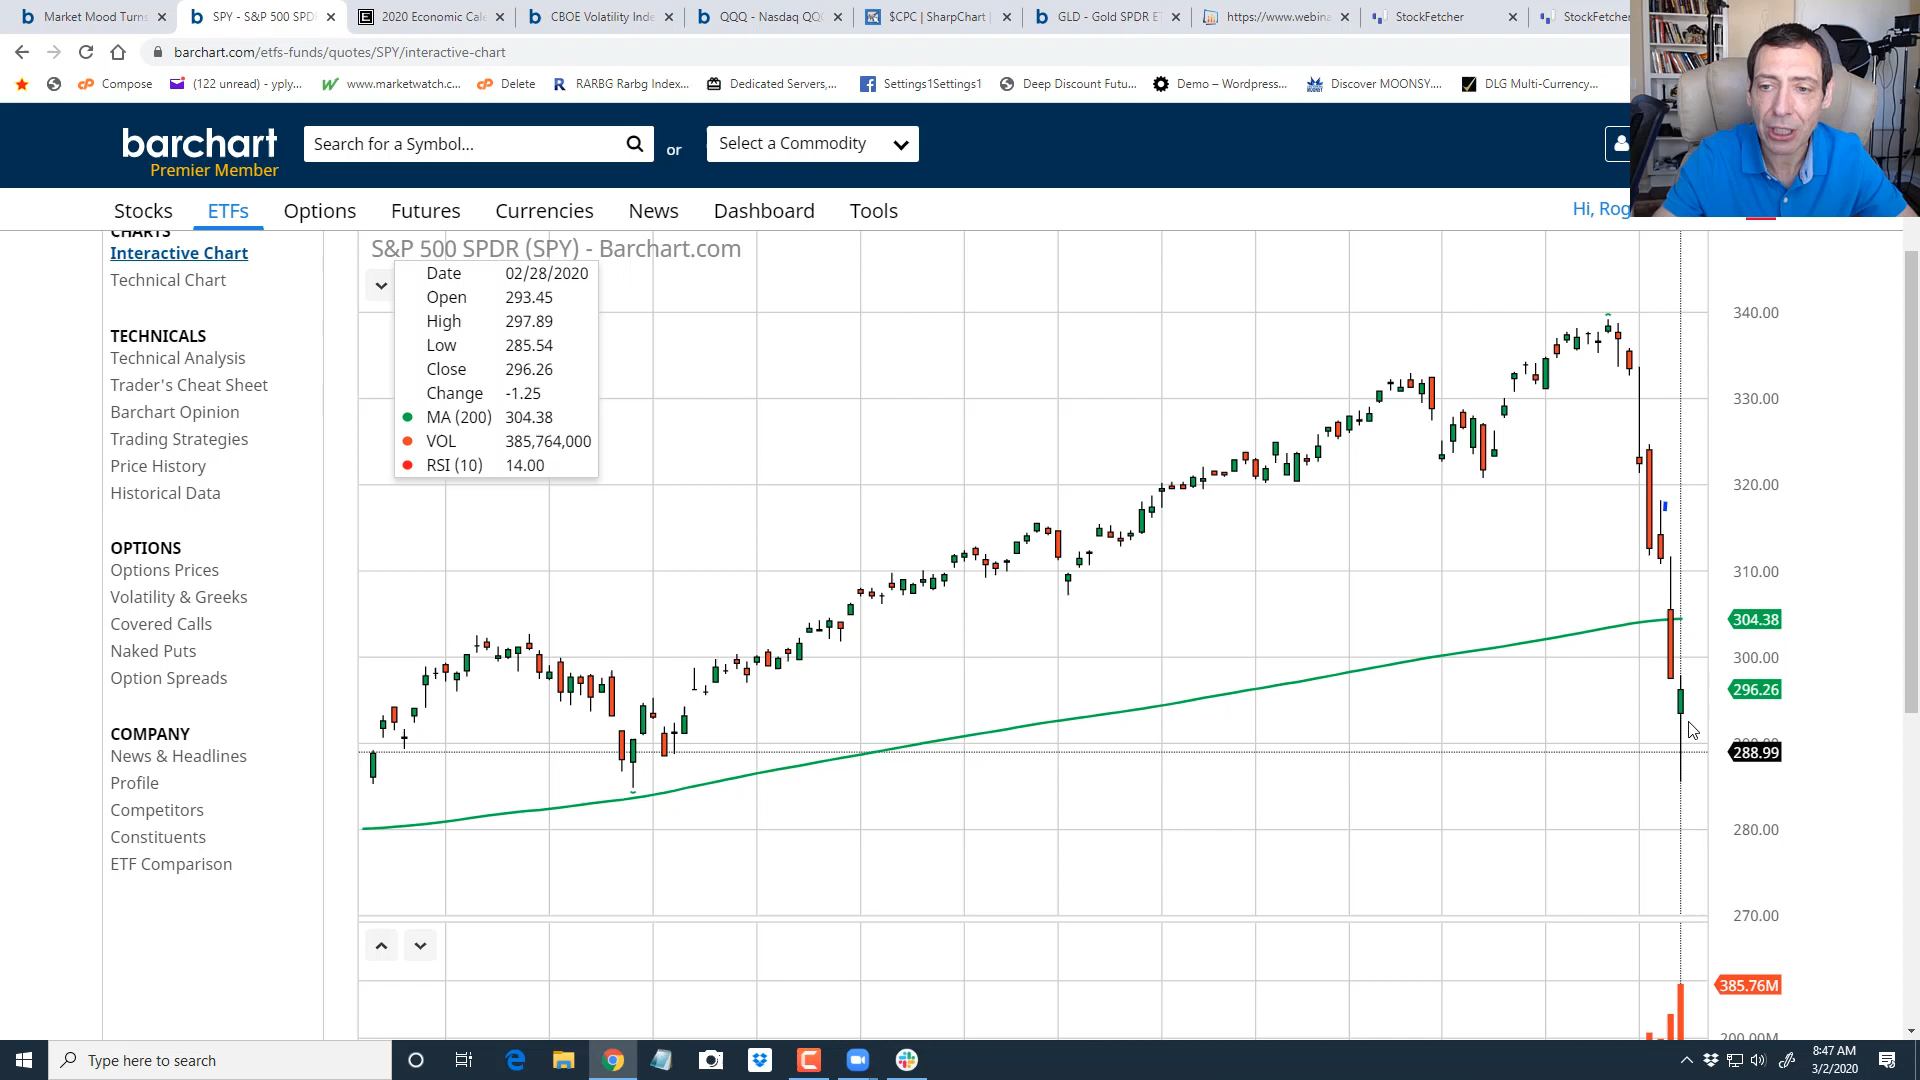 Market Mood Turns
SPY - S&P 500 SPD
2020 Economic Cal
CBOE Volatility Inde
QQQ - Nasdaq QQ
$CPC | SharpChart
GLD - Gold SPDR E
https://www.webina
StockFetcher
StockFetcher
barchart.com/etfs-funds/quotes/SPY/interactive-chart
Compose
(122 unread) - yply...
www.marketwatch.c...
Delete
RARBG Rarbg Index...
Dedicated Servers,...
Settings1Settings1
Deep Discount Futu...
Demo – Wordpress...
Discover MOONSY....
DLG Multi-Currency...
barchart
Premier Member
Search for a Symbol...
or
Select a Commodity
Stocks
ETFs
Options
Futures
Currencies
News
Dashboard
Tools
Hi, Rog
CHARTS
Interactive Chart
Technical Chart
TECHNICALS
Technical Analysis
Trader's Cheat Sheet
Barchart Opinion
Trading Strategies
Price History
Historical Data
OPTIONS
Options Prices
Volatility & Greeks
Covered Calls
Naked Puts
Option Spreads
COMPANY
News & Headlines
Profile
Competitors
Constituents
ETF Comparison
S&P 500 SPDR (SPY) - Barchart.com
Date 02/28/2020
Open 293.45
High 297.89
Low 285.54
Close 296.26
Change -1.25
MA (200) 304.38
VOL 385,764,000
RSI (10) 14.00
340.00
330.00
320.00
310.00
304.38
300.00
296.26
288.99
280.00
270.00
385.76M
200.00M
Type here to search
8:47 AM
3/2/2020